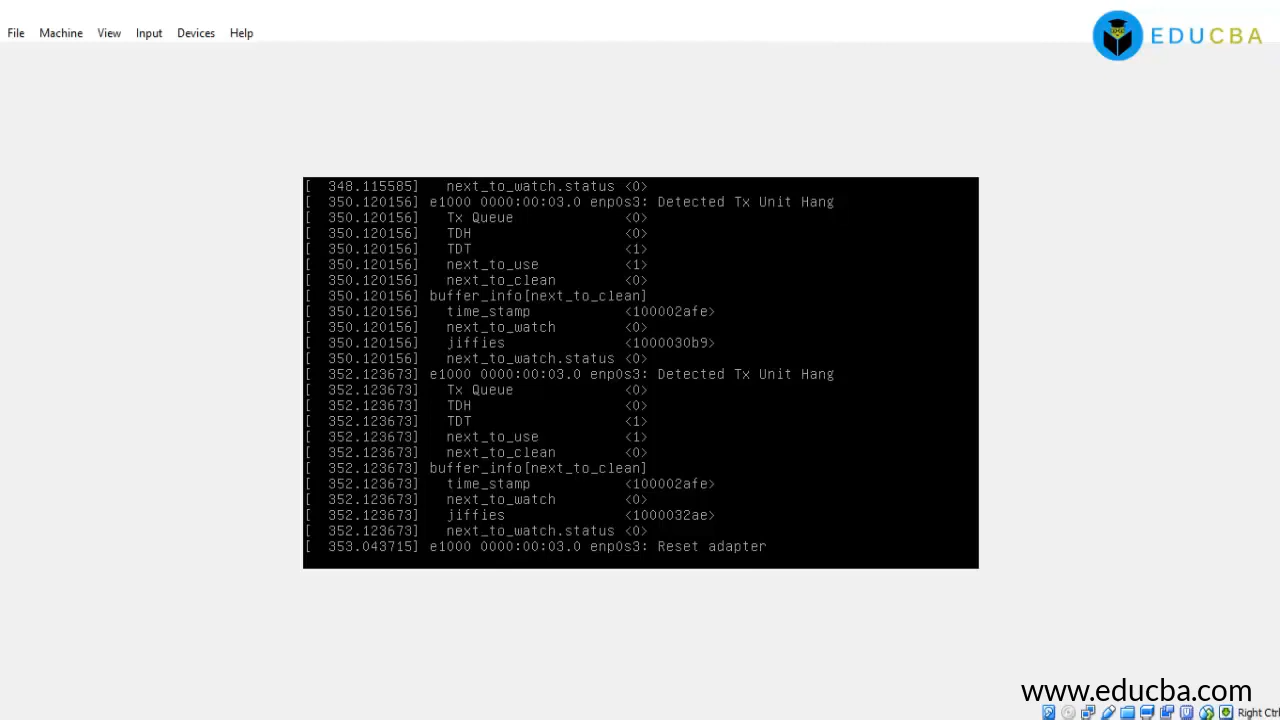 File Machine View Input Devices Help
EDUCBA
[  348.115585]   next_to_watch.status <0>
[  350.120156] e1000 0000:00:03.0 enp0s3: Detected Tx Unit Hang
[  350.120156]   Tx Queue             <0>
[  350.120156]   TDH                  <0>
[  350.120156]   TDT                  <1>
[  350.120156]   next_to_use          <1>
[  350.120156]   next_to_clean        <0>
[  350.120156] buffer_info[next_to_clean]
[  350.120156]   time_stamp           <100002afe>
[  350.120156]   next_to_watch        <0>
[  350.120156]   jiffies              <1000030b9>
[  350.120156]   next_to_watch.status <0>
[  352.123673] e1000 0000:00:03.0 enp0s3: Detected Tx Unit Hang
[  352.123673]   Tx Queue             <0>
[  352.123673]   TDH                  <0>
[  352.123673]   TDT                  <1>
[  352.123673]   next_to_use          <1>
[  352.123673]   next_to_clean        <0>
[  352.123673] buffer_info[next_to_clean]
[  352.123673]   time_stamp           <100002afe>
[  352.123673]   next_to_watch        <0>
[  352.123673]   jiffies              <1000032ae>
[  352.123673]   next_to_watch.status <0>
[  353.043715] e1000 0000:00:03.0 enp0s3: Reset adapter
www.educba.com
Right Ctrl